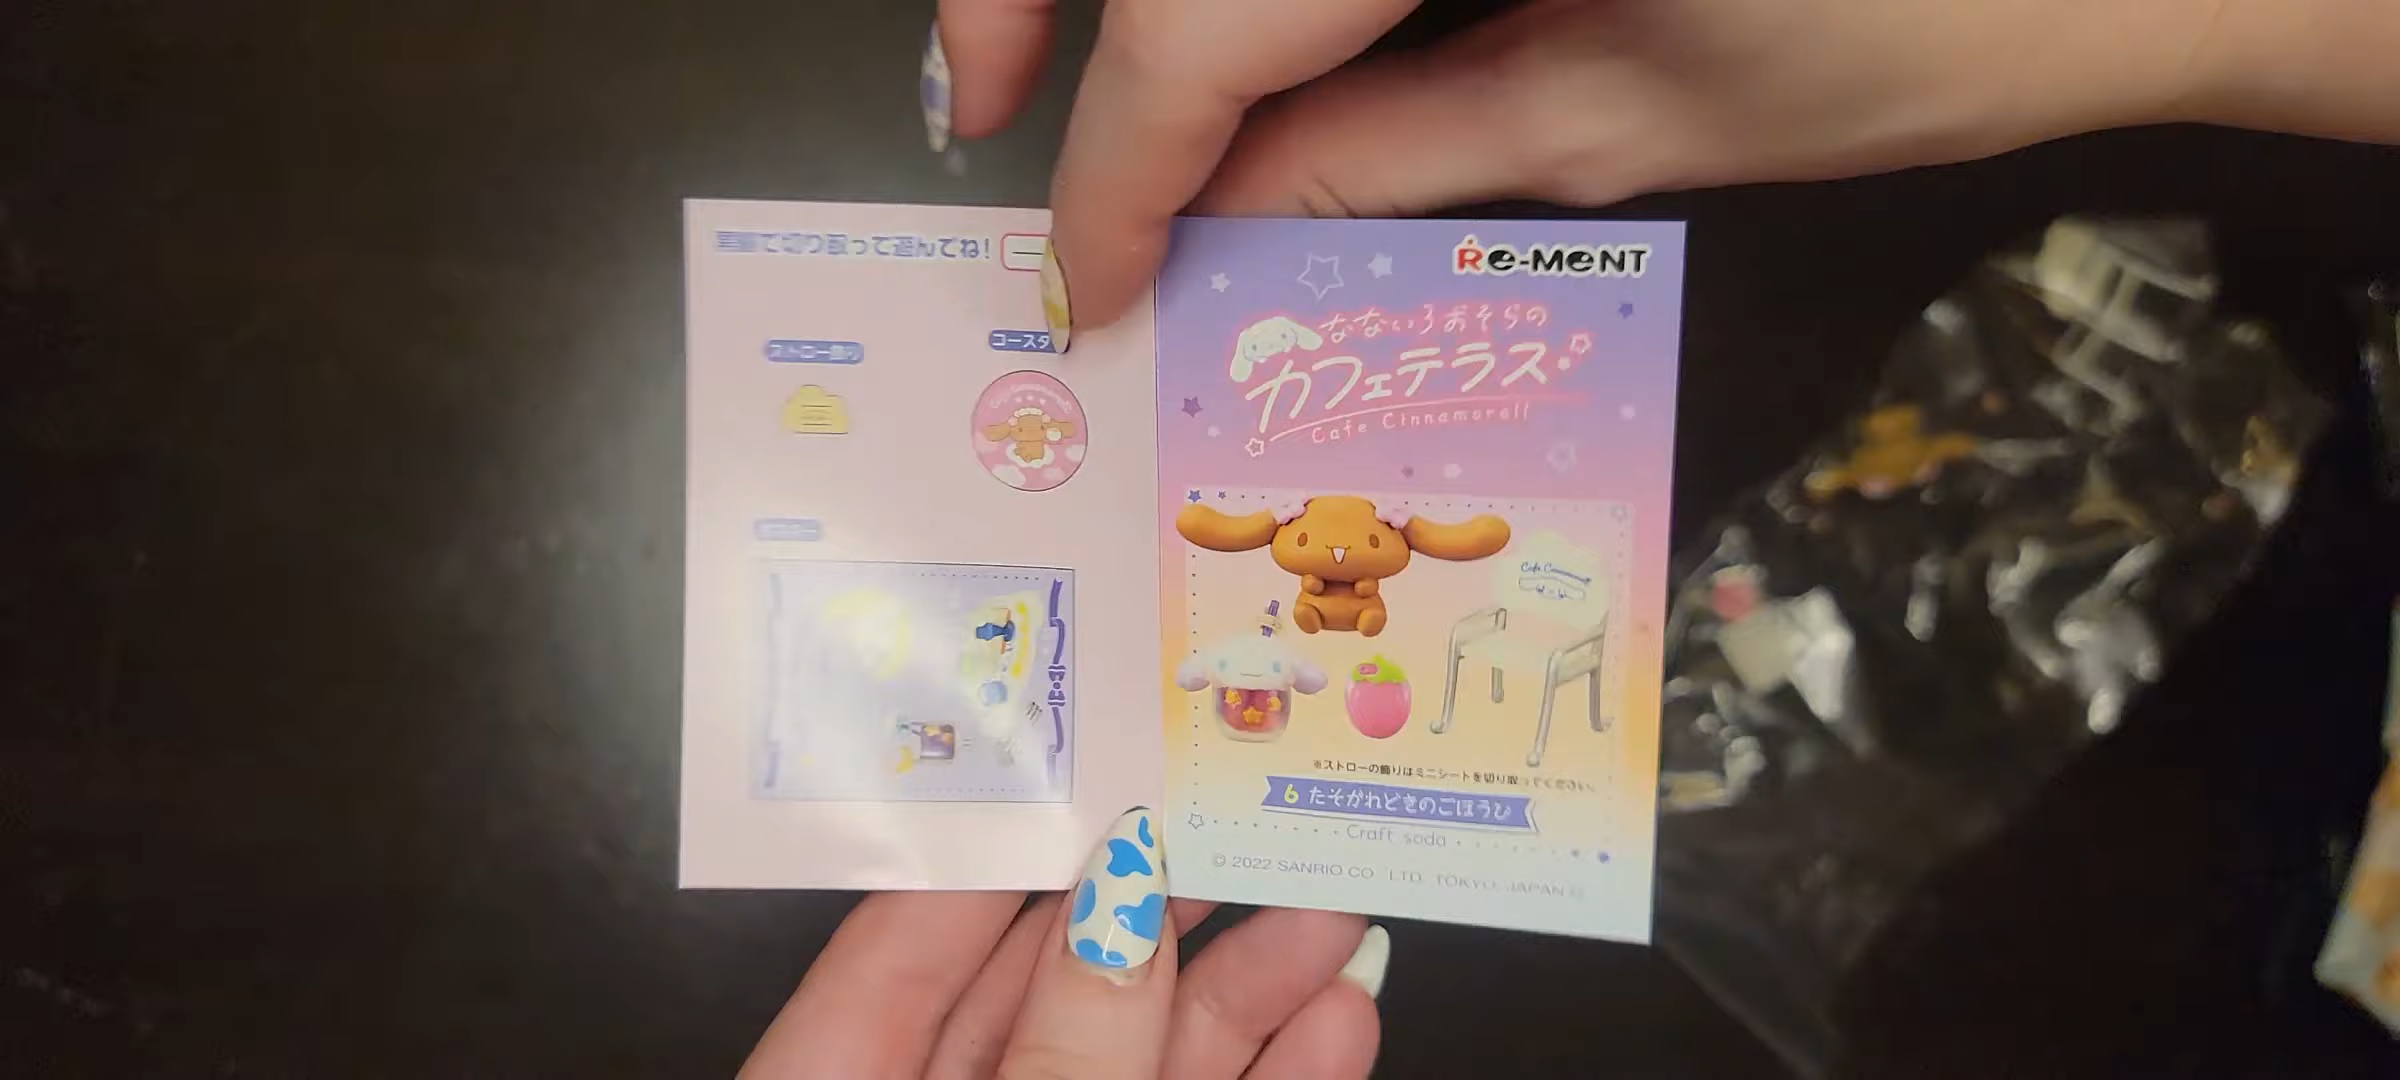 で切り取って遊んでね!
ストロー飾り
コースタ
Re-MeNT
なないろおそらの
カフェテラス
Cafe Cinnamoroll
Cafe Cinnamoroll
※ストローの飾りはミニシートを切り取ってください。
6 たそがれどきのごほうび
Craft soda
© 2022 SANRIO CO., LTD. TOKYO, JAPAN Ⓛ